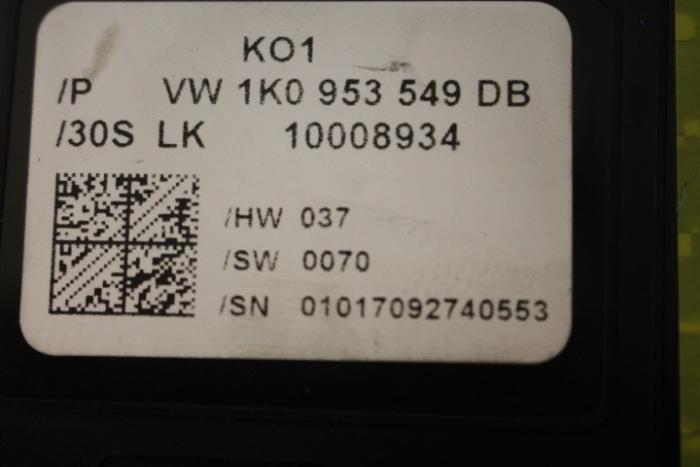 KO1
/P VW 1K0 953 549 DB
/30S LK 10008934
/HW 037
/SW 0070
/SN 01017092740553